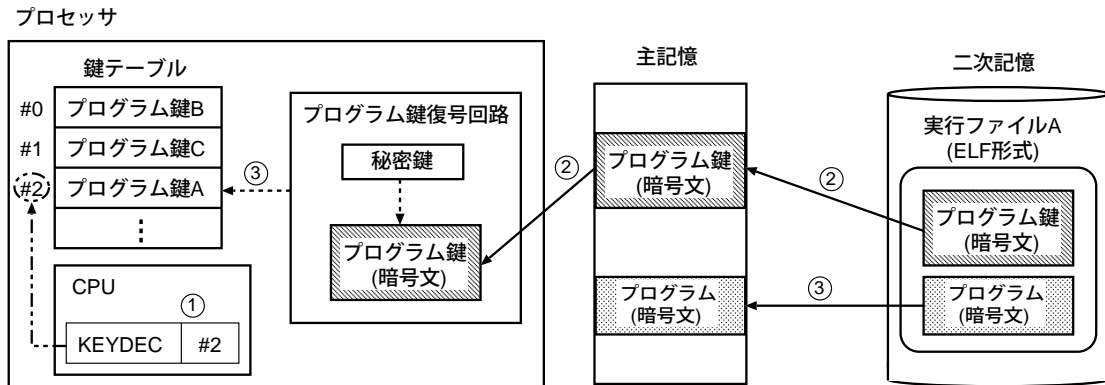 プロセッサ
鍵テーブル
#0 プログラム鍵B
#1 プログラム鍵C
#2 プログラム鍵A
⋮
③
プログラム鍵復号回路
秘密鍵
プログラム鍵
(暗号文)
CPU
①
KEYDEC #2
②
主記憶
プログラム鍵
(暗号文)
プログラム
(暗号文)
②
③
二次記憶
実行ファイルA
(ELF形式)
プログラム鍵
(暗号文)
プログラム
(暗号文)